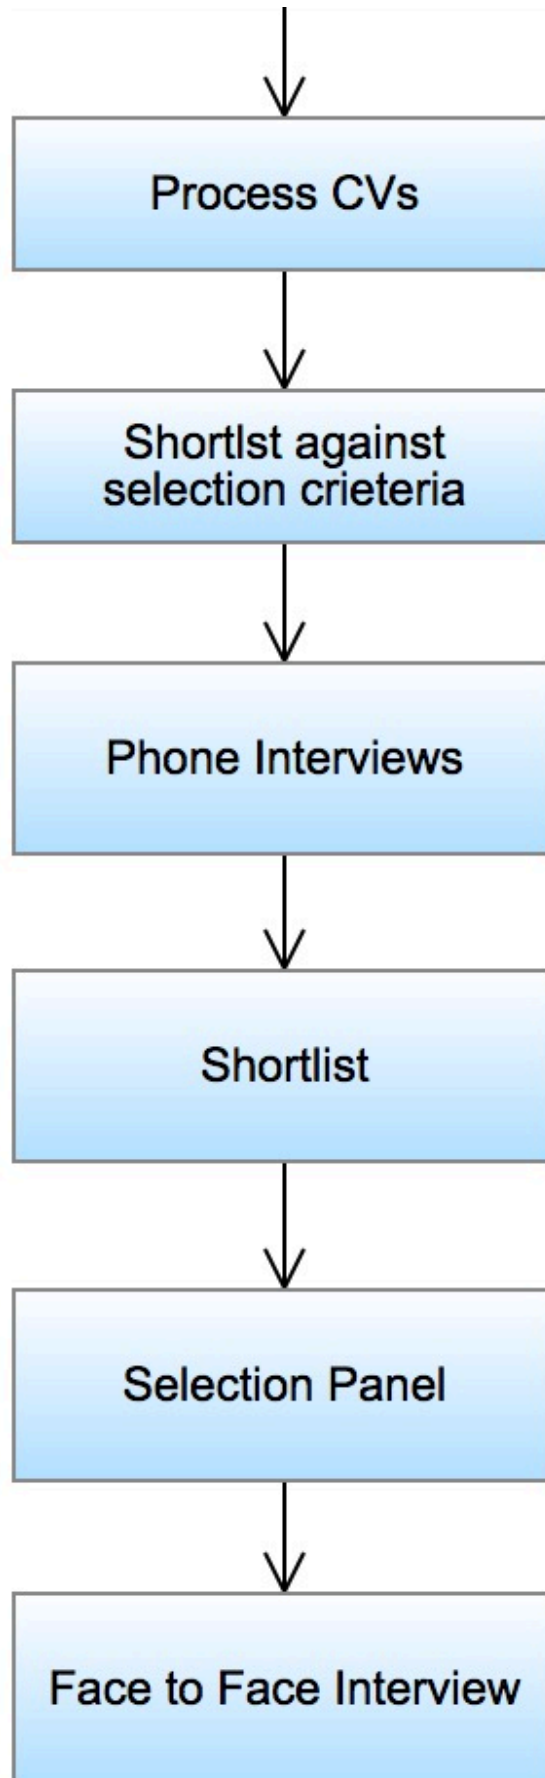 Process CVs
Shortlst against
selection crieteria
Phone Interviews
Shortlist
Selection Panel
Face to Face Interview